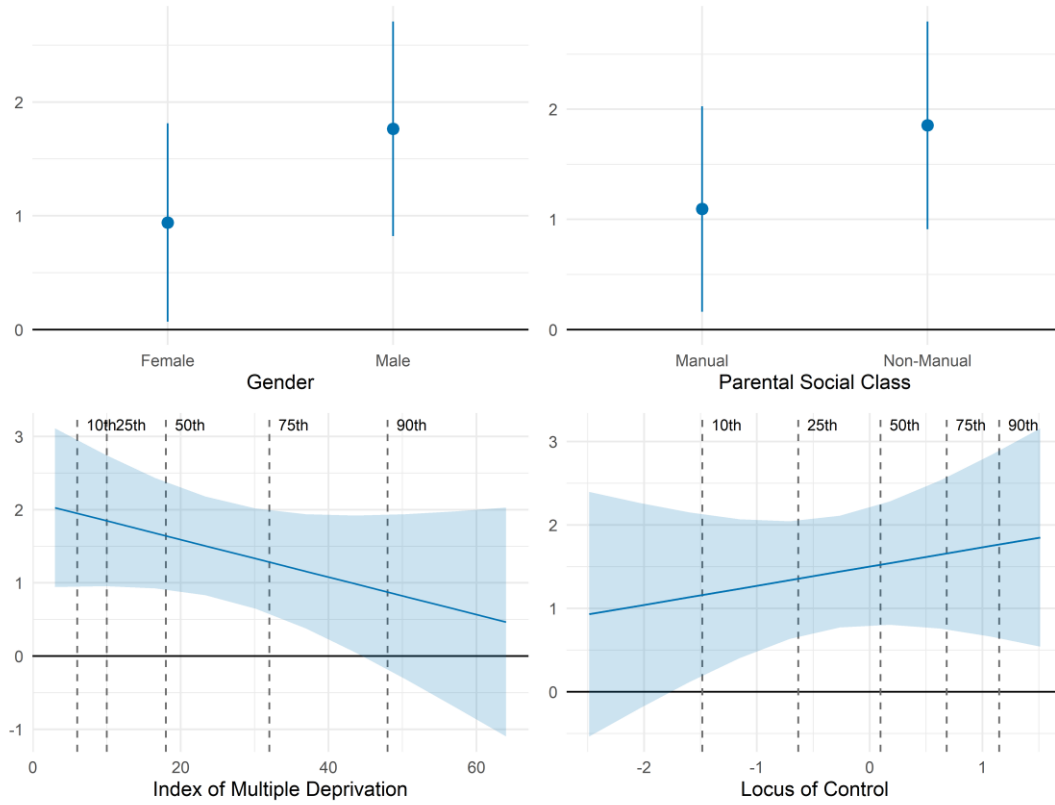 2
1
0
Female Male
Gender
2
1
0
Manual Non-Manual
Parental Social Class
10th 25th 50th 75th 90th
3
2
1
0
-1
0 20 40 60
Index of Multiple Deprivation
10th 25th 50th 75th 90th
3
2
1
0
-2 -1 0 1
Locus of Control